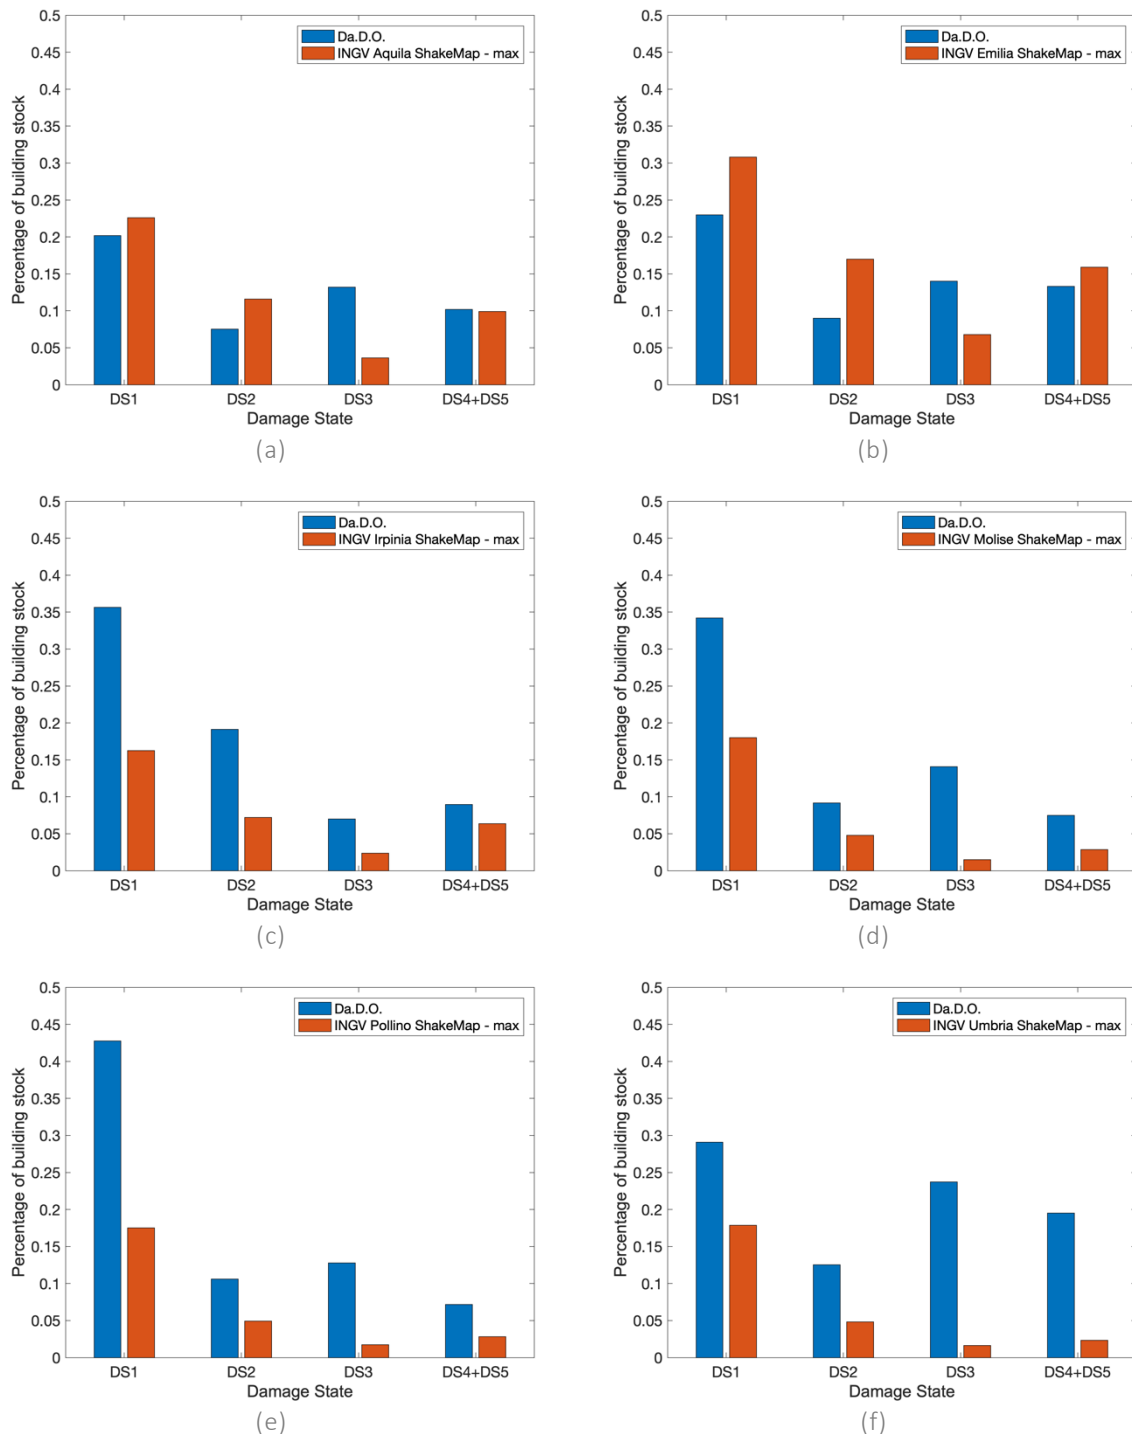 0.5
0.45
0.4
0.35
0.3
0.25
0.2
0.15
0.1
0.05
0
Percentage of building stock
Da.D.O.
INGV Aquila ShakeMap - max
DS1 DS2 DS3 DS4+DS5
Damage State
(a)
0.5
0.45
0.4
0.35
0.3
0.25
0.2
0.15
0.1
0.05
0
Percentage of building stock
Da.D.O.
INGV Emilia ShakeMap - max
DS1 DS2 DS3 DS4+DS5
Damage State
(b)
0.5
0.45
0.4
0.35
0.3
0.25
0.2
0.15
0.1
0.05
0
Percentage of building stock
Da.D.O.
INGV Irpinia ShakeMap - max
DS1 DS2 DS3 DS4+DS5
Damage State
(c)
0.5
0.45
0.4
0.35
0.3
0.25
0.2
0.15
0.1
0.05
0
Percentage of building stock
Da.D.O.
INGV Molise ShakeMap - max
DS1 DS2 DS3 DS4+DS5
Damage State
(d)
0.5
0.45
0.4
0.35
0.3
0.25
0.2
0.15
0.1
0.05
0
Percentage of building stock
Da.D.O.
INGV Pollino ShakeMap - max
DS1 DS2 DS3 DS4+DS5
Damage State
(e)
0.5
0.45
0.4
0.35
0.3
0.25
0.2
0.15
0.1
0.05
0
Percentage of building stock
Da.D.O.
INGV Umbria ShakeMap - max
DS1 DS2 DS3 DS4+DS5
Damage State
(f)